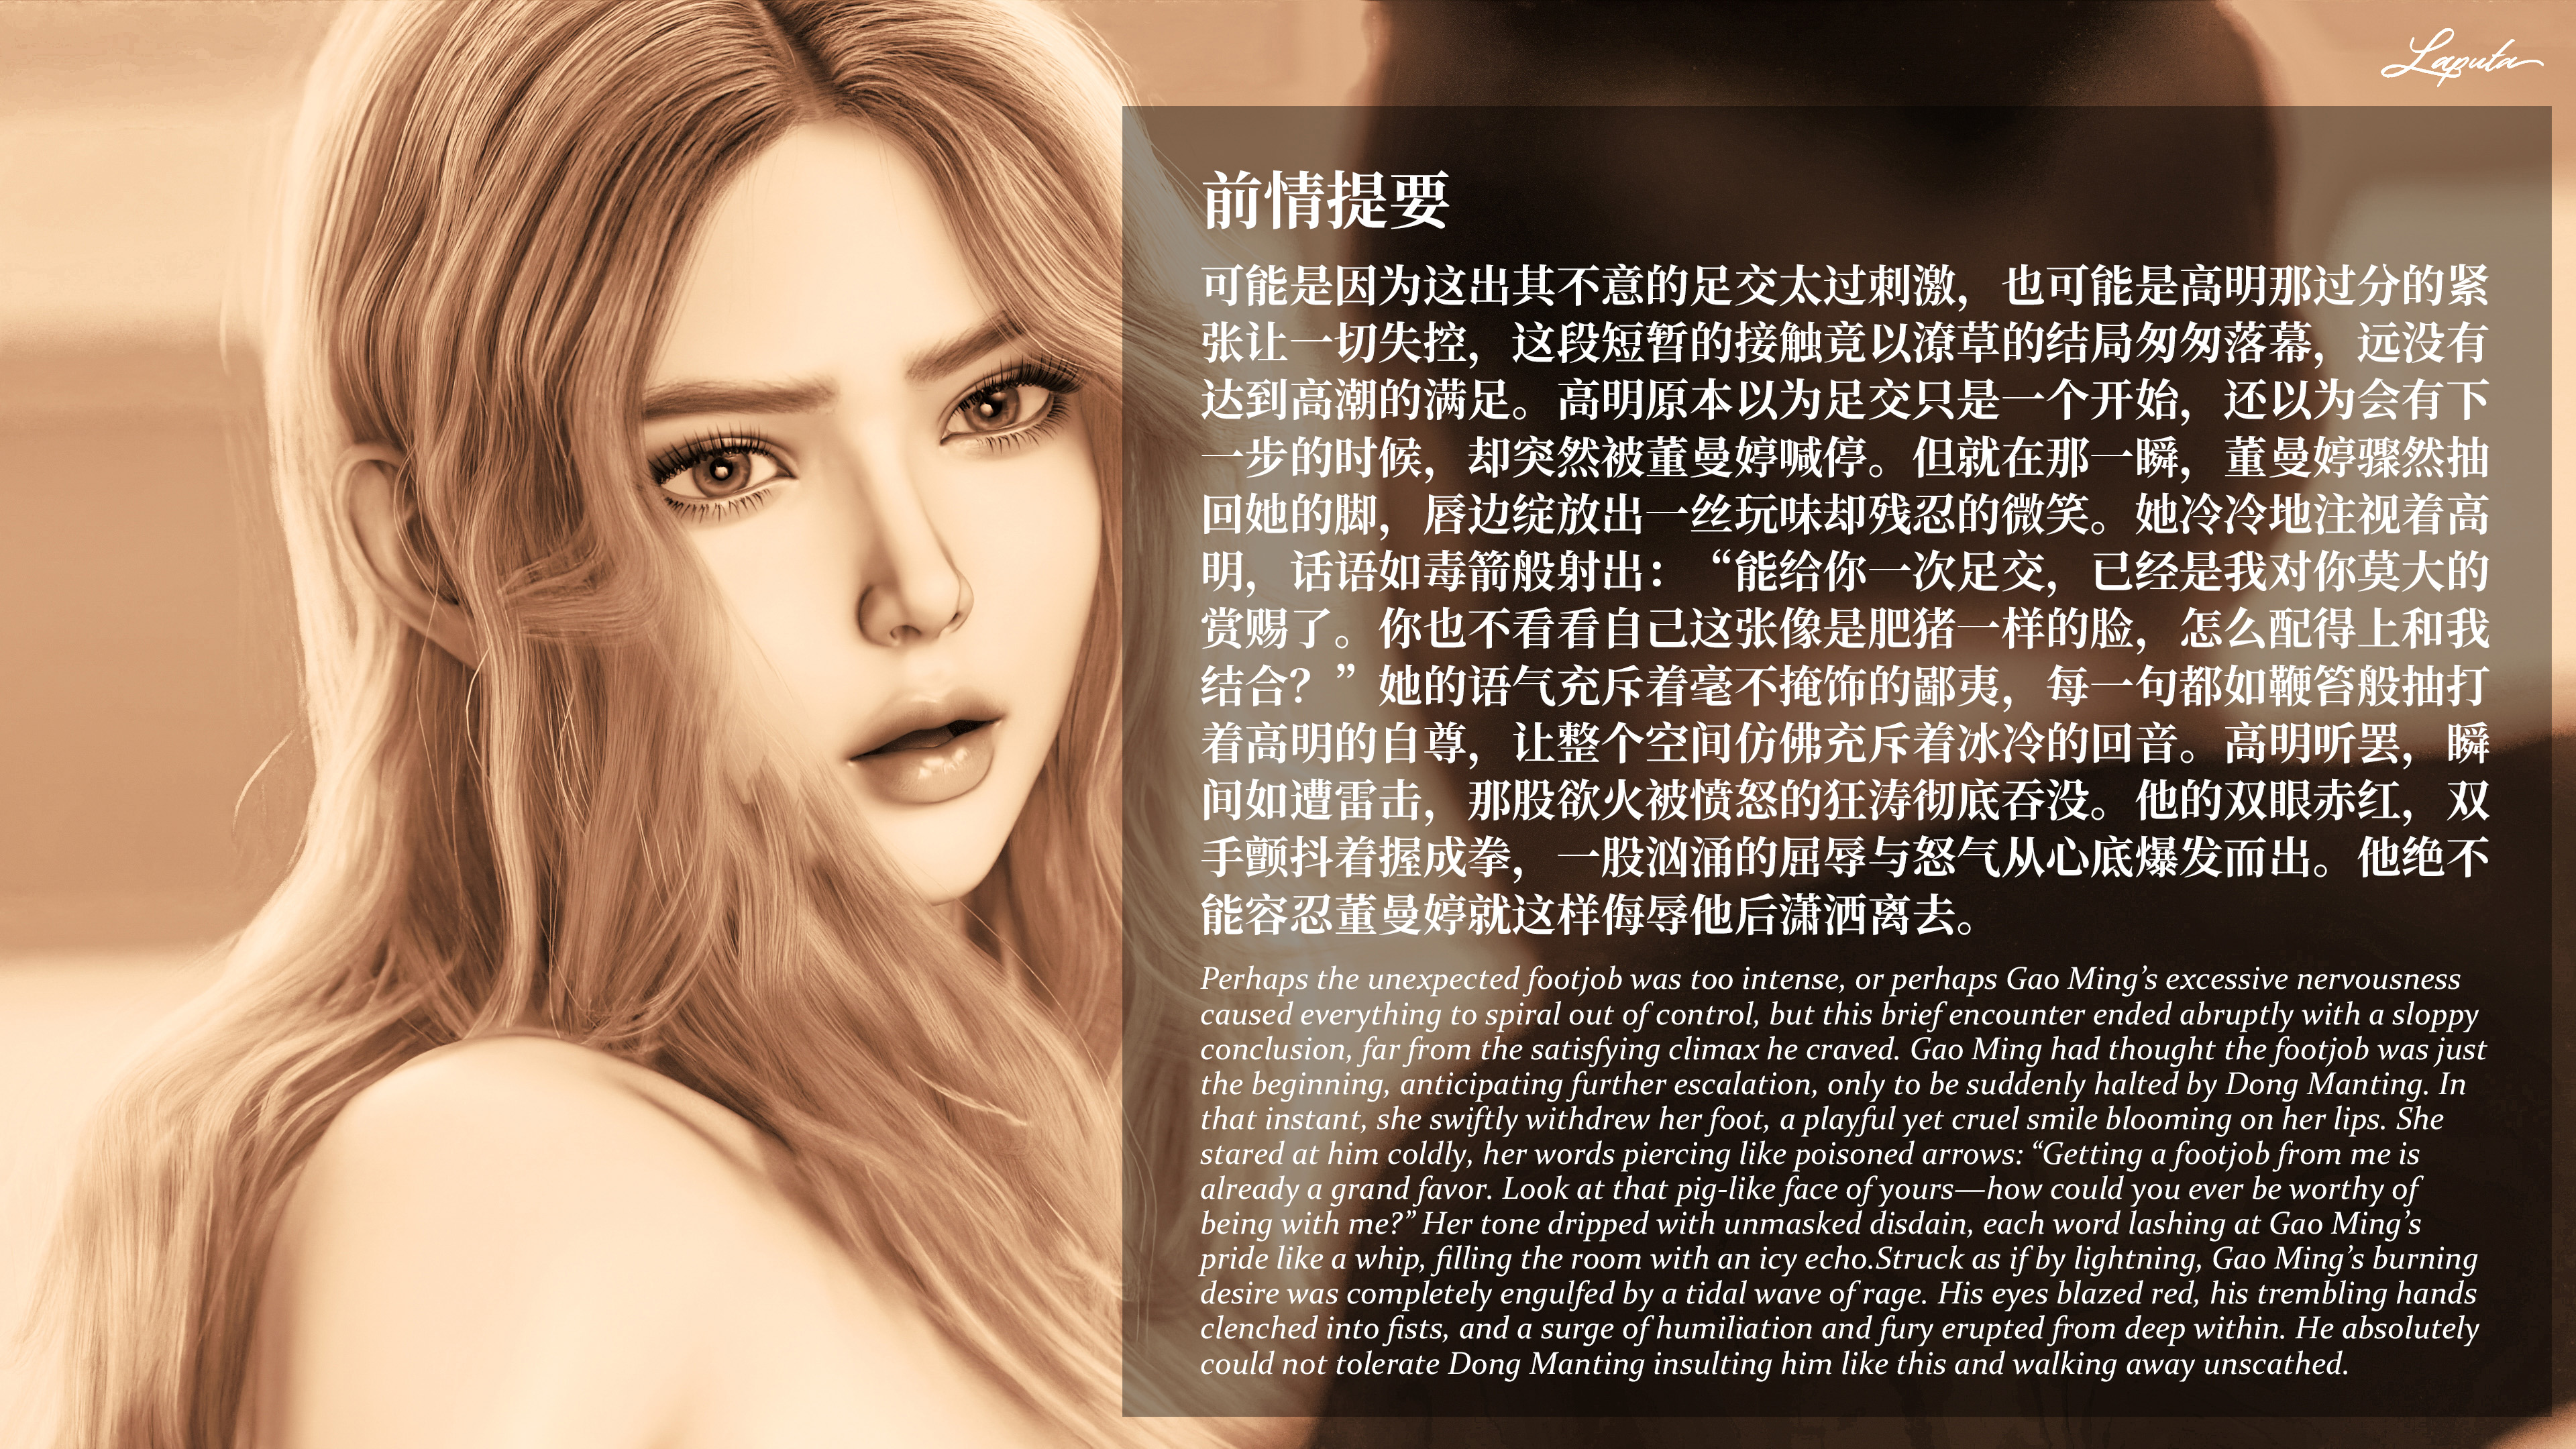 Laputa
前情提要
可能是因为这出其不意的足交太过刺激，也可能是高明那过分的紧
张让一切失控，这段短暂的接触竟以潦草的结局匆匆落幕，远没有
达到高潮的满足。高明原本以为足交只是一个开始，还以为会有下
一步的时候，却突然被董曼婷喊停。但就在那一瞬，董曼婷骤然抽
回她的脚，唇边绽放出一丝玩味却残忍的微笑。她冷冷地注视着高
明，话语如毒箭般射出：“能给你一次足交，已经是我对你莫大的
赏赐了。你也不看看自己这张像是肥猪一样的脸，怎么配得上和我
结合？”她的语气充斥着毫不掩饰的鄙夷，每一句都如鞭笞般抽打
着高明的自尊，让整个空间仿佛充斥着冰冷的回音。高明听罢，瞬
间如遭雷击，那股欲火被愤怒的狂涛彻底吞没。他的双眼赤红，双
手颤抖着握成拳，一股汹涌的屈辱与怒气从心底爆发而出。他绝不
能容忍董曼婷就这样侮辱他后潇洒离去。
Perhaps the unexpected footjob was too intense, or perhaps Gao Ming’s excessive nervousness
caused everything to spiral out of control, but this brief encounter ended abruptly with a sloppy
conclusion, far from the satisfying climax he craved. Gao Ming had thought the footjob was just
the beginning, anticipating further escalation, only to be suddenly halted by Dong Manting. In
that instant, she swiftly withdrew her foot, a playful yet cruel smile blooming on her lips. She
stared at him coldly, her words piercing like poisoned arrows: “Getting a footjob from me is
already a grand favor. Look at that pig-like face of yours—how could you ever be worthy of
being with me?” Her tone dripped with unmasked disdain, each word lashing at Gao Ming’s
pride like a whip, filling the room with an icy echo.Struck as if by lightning, Gao Ming’s burning
desire was completely engulfed by a tidal wave of rage. His eyes blazed red, his trembling hands
clenched into fists, and a surge of humiliation and fury erupted from deep within. He absolutely
could not tolerate Dong Manting insulting him like this and walking away unscathed.